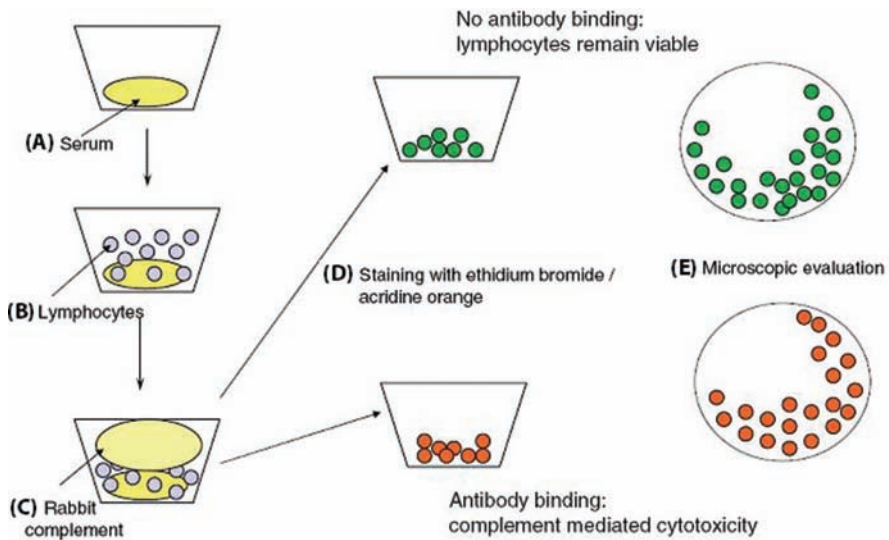 No antibody binding:
lymphocytes remain viable
(A) Serum
(B) Lymphocytes
(D) Staining with ethidium bromide /
acridine orange
(E) Microscopic evaluation
(C) Rabbit
complement
Antibody binding:
complement mediated cytotoxicity